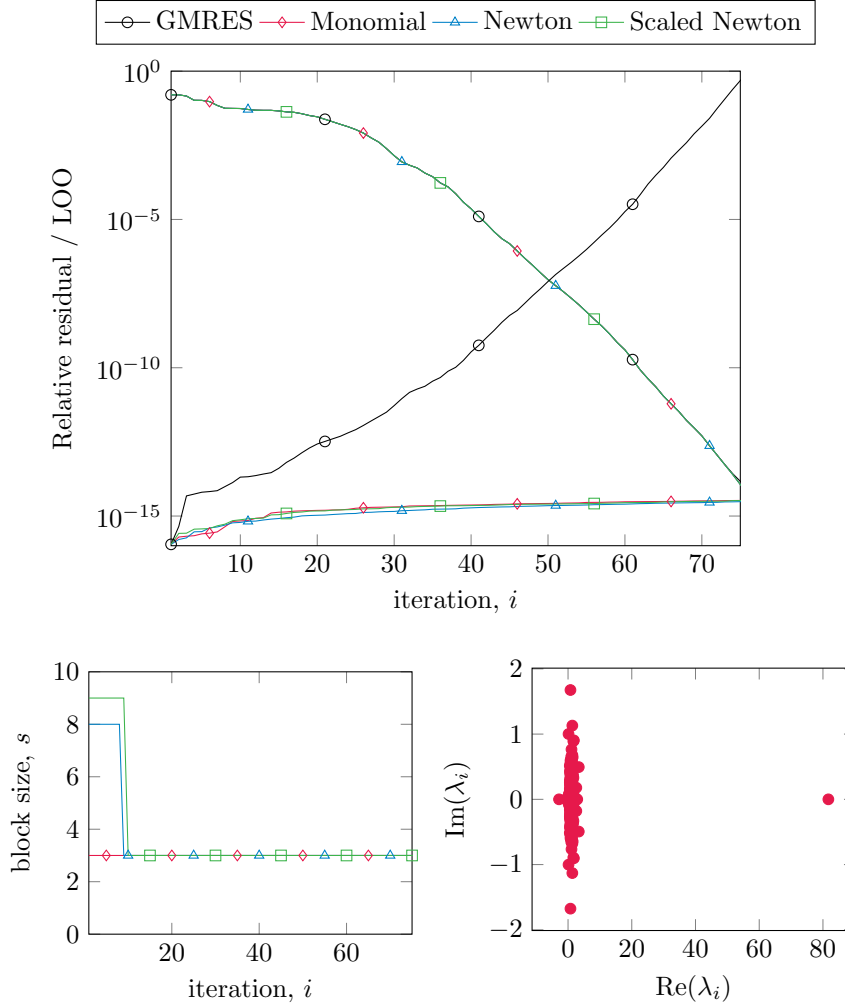 GMRES Monomial Newton Scaled Newton
10^0
10^−5
10^−10
10^−15
Relative residual / LOO
10 20 30 40 50 60 70
iteration, i
10
8
6
4
2
0
block size, s
20 40 60
iteration, i
2
1
0
−1
−2
Im(λ_i)
0 20 40 60 80
Re(λ_i)